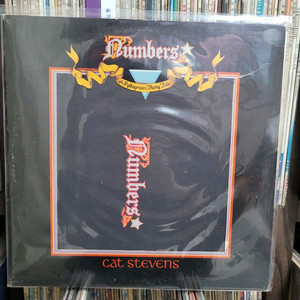 Numbers
A Pythagorean Theory Tale
Numbers
cat stevens